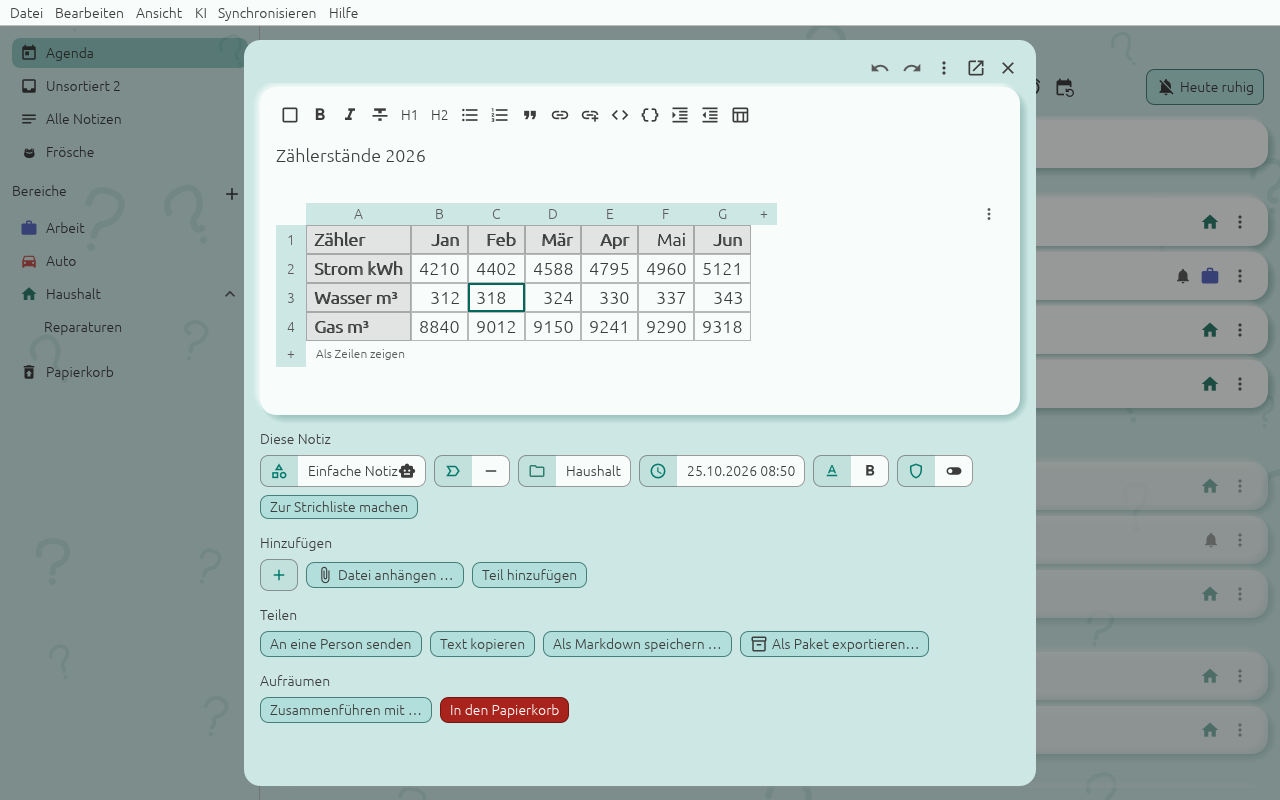 Datei Bearbeiten Ansicht KI Synchronisieren Hilfe
Agenda
Unsortiert 2
Alle Notizen
Frösche
Bereiche
Arbeit
Auto
Haushalt
Reparaturen
Papierkorb
Heute ruhig
B I H1 H2
Zählerstände 2026
A B C D E F G +
1 Zähler Jan Feb Mär Apr Mai Jun
2 Strom kWh 4210 4402 4588 4795 4960 5121
3 Wasser m³ 312 318 324 330 337 343
4 Gas m³ 8840 9012 9150 9241 9290 9318
+ Als Zeilen zeigen
Diese Notiz
Einfache Notiz — Haushalt 25.10.2026 08:50 A B
Zur Strichliste machen
Hinzufügen
+ Datei anhängen … Teil hinzufügen
Teilen
An eine Person senden Text kopieren Als Markdown speichern … Als Paket exportieren…
Aufräumen
Zusammenführen mit … In den Papierkorb